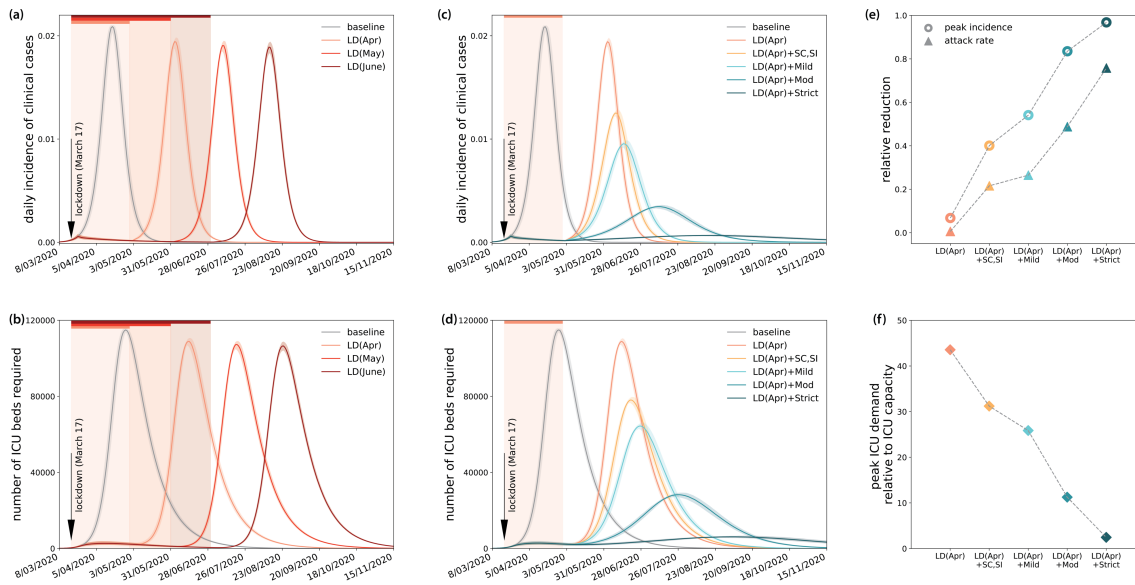 (a)
daily incidence of clinical cases
0.02
0.01
0.00
lockdown (March 17)
baseline
LD(Apr)
LD(May)
LD(June)
8/03/2020
5/04/2020
3/05/2020
31/05/2020
28/06/2020
26/07/2020
23/08/2020
20/09/2020
18/10/2020
15/11/2020
(c)
daily incidence of clinical cases
0.02
0.01
0.00
lockdown (March 17)
baseline
LD(Apr)
LD(Apr)+SC,SI
LD(Apr)+Mild
LD(Apr)+Mod
LD(Apr)+Strict
8/03/2020
5/04/2020
3/05/2020
31/05/2020
28/06/2020
26/07/2020
23/08/2020
20/09/2020
18/10/2020
15/11/2020
(e)
relative reduction
1.0
0.8
0.6
0.4
0.2
0.0
peak incidence
attack rate
LD(Apr)
LD(Apr)
+SC,SI
LD(Apr)
+Mild
LD(Apr)
+Mod
LD(Apr)
+Strict
(b)
number of ICU beds required
120000
80000
40000
0
lockdown (March 17)
baseline
LD(Apr)
LD(May)
LD(June)
8/03/2020
5/04/2020
3/05/2020
31/05/2020
28/06/2020
26/07/2020
23/08/2020
20/09/2020
18/10/2020
15/11/2020
(d)
number of ICU beds required
120000
80000
40000
0
lockdown (March 17)
baseline
LD(Apr)
LD(Apr)+SC,SI
LD(Apr)+Mild
LD(Apr)+Mod
LD(Apr)+Strict
8/03/2020
5/04/2020
3/05/2020
31/05/2020
28/06/2020
26/07/2020
23/08/2020
20/09/2020
18/10/2020
15/11/2020
(f)
peak ICU demand
relative to ICU capacity
50
40
30
20
10
0
LD(Apr)
LD(Apr)
+SC,SI
LD(Apr)
+Mild
LD(Apr)
+Mod
LD(Apr)
+Strict